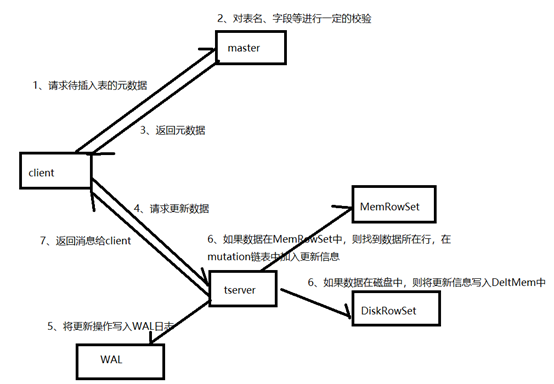 2、对表名、字段等进行一定的校验
master
1、请求待插入表的元数据
3、返回元数据
client
4、请求更新数据
MemRowSet
7、返回消息给client
6、如果数据在MemRowSet中，则找到数据所在行，在
mutation链表中加入更新信息
tserver
6、如果数据在磁盘中，则将更新信息写入DeltMem中
DiskRowSet
5、将更新操作写入WAL日志
WAL